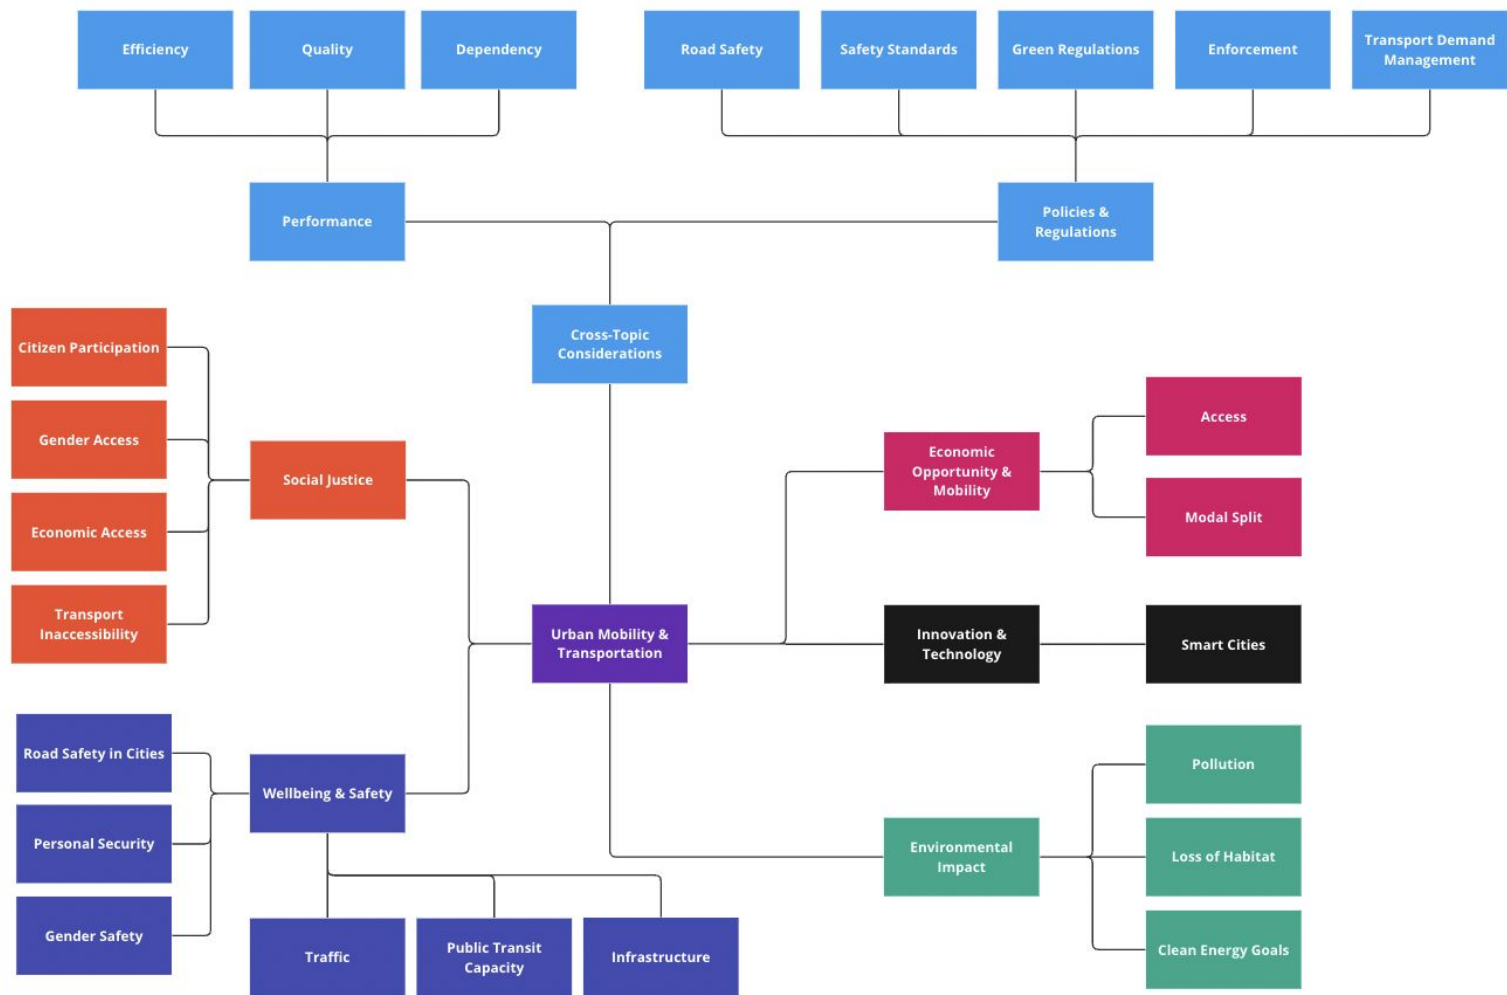 Efficiency
Quality
Dependency
Road Safety
Safety Standards
Green Regulations
Enforcement
Transport Demand
Management
Performance
Policies &
Regulations
Cross-Topic
Considerations
Citizen Participation
Gender Access
Economic Access
Transport
Inaccessibility
Social Justice
Economic
Opportunity &
Mobility
Access
Modal Split
Urban Mobility &
Transportation
Innovation &
Technology
Smart Cities
Road Safety in Cities
Personal Security
Gender Safety
Wellbeing & Safety
Traffic
Public Transit
Capacity
Infrastructure
Environmental
Impact
Pollution
Loss of Habitat
Clean Energy Goals